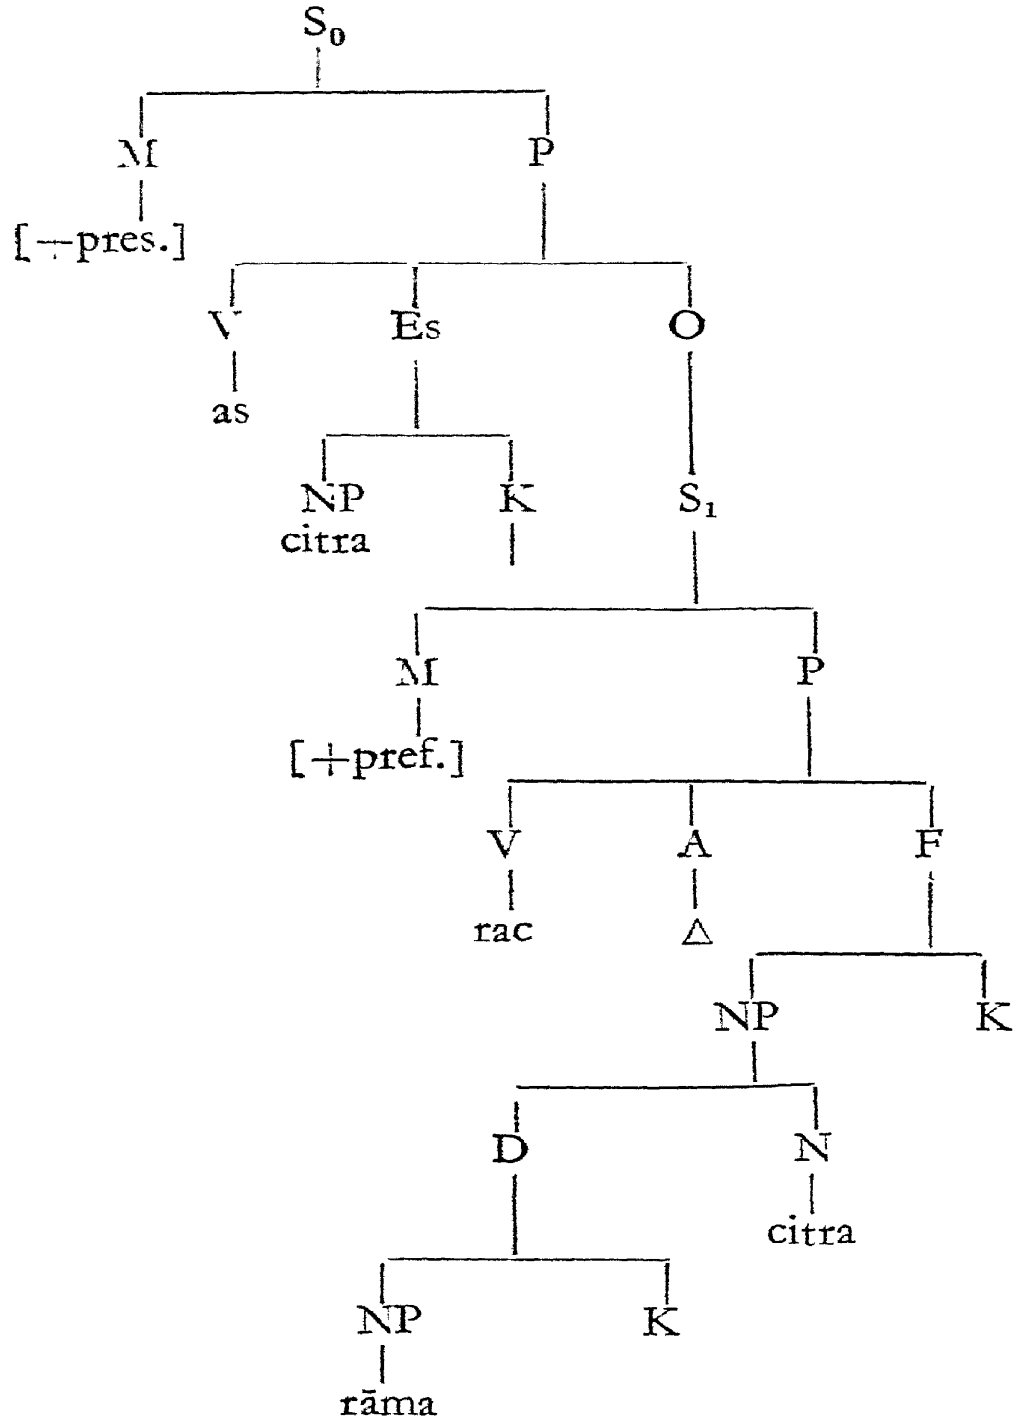 S₀
M P
[+pres.]
V Es O
as
NP K S₁
citra
M P
[+pref.]
V A F
rac △
NP K
D N
citra
NP K
rāma